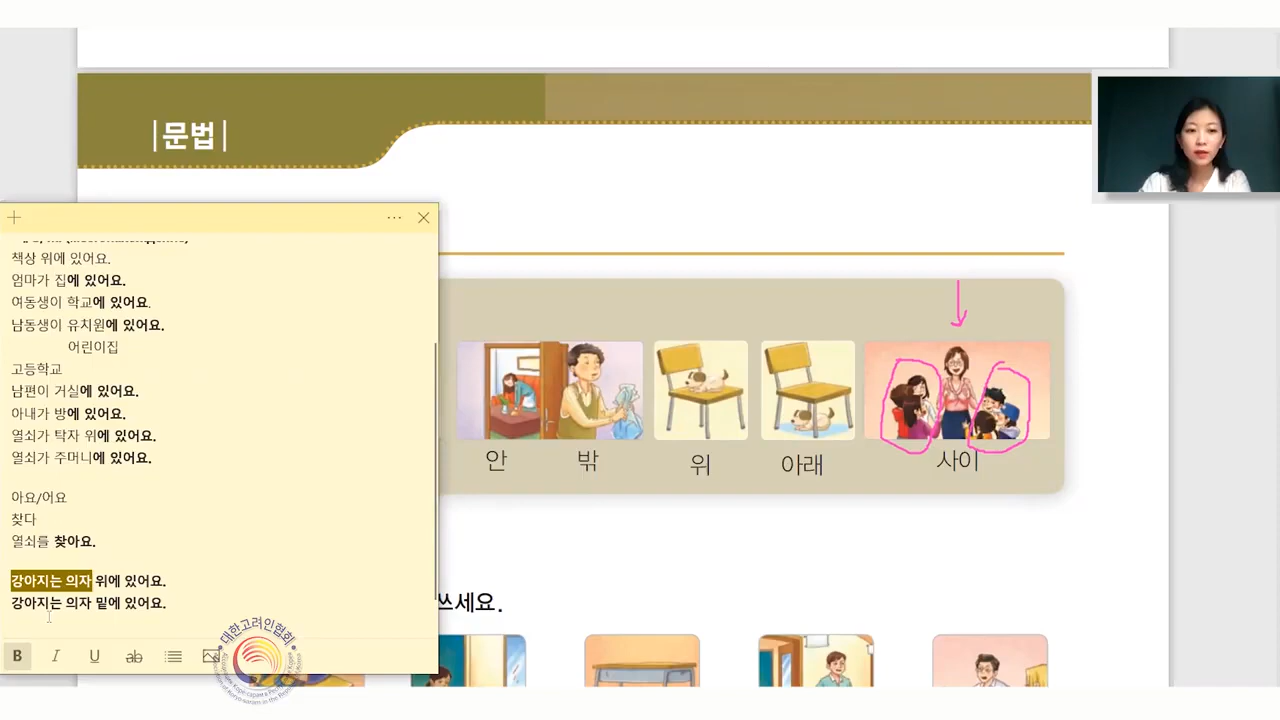 |문법|
책상 위에 있어요.
엄마가 집에 있어요.
여동생이 학교에 있어요.
남동생이 유치원에 있어요.
어린이집
고등학교
남편이 거실에 있어요.
아내가 방에 있어요.
열쇠가 탁자 위에 있어요.
열쇠가 주머니에 있어요.
아요/어요
찾다
열쇠를 찾아요.
강아지는 의자 위에 있어요.
강아지는 의자 밑에 있어요.
B I U ab
안 밖 위 아래 사이
쓰세요.
대한고려인협회